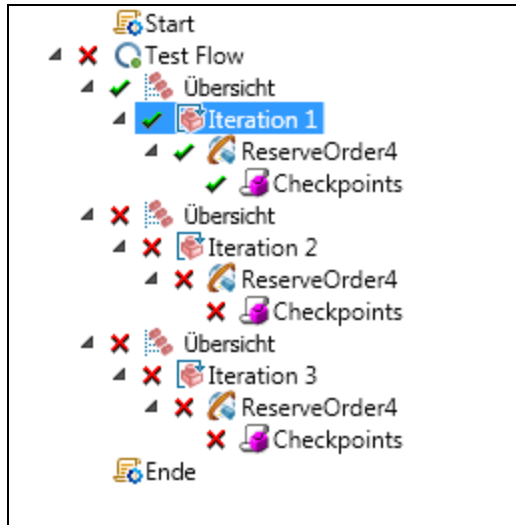 Start
Test Flow
Übersicht
Iteration 1
ReserveOrder4
Checkpoints
Übersicht
Iteration 2
ReserveOrder4
Checkpoints
Übersicht
Iteration 3
ReserveOrder4
Checkpoints
Ende